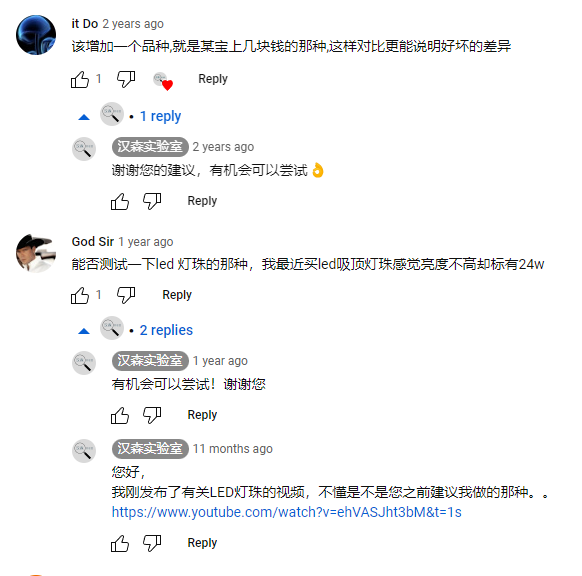 it Do 2 years ago
该增加一个品种,就是某宝上几块钱的那种,这样对比更能说明好坏的差异
1 Reply
1 reply
汉森实验室 2 years ago
谢谢您的建议，有机会可以尝试👌
Reply
God Sir 1 year ago
能否测试一下led 灯珠的那种，我最近买led吸顶灯珠感觉亮度不高却标有24w
1 Reply
2 replies
汉森实验室 1 year ago
有机会可以尝试！谢谢您
Reply
汉森实验室 11 months ago
您好，
我刚发布了有关LED灯珠的视频，不懂是不是您之前建议我做的那种。。
https://www.youtube.com/watch?v=ehVASJht3bM&t=1s
Reply